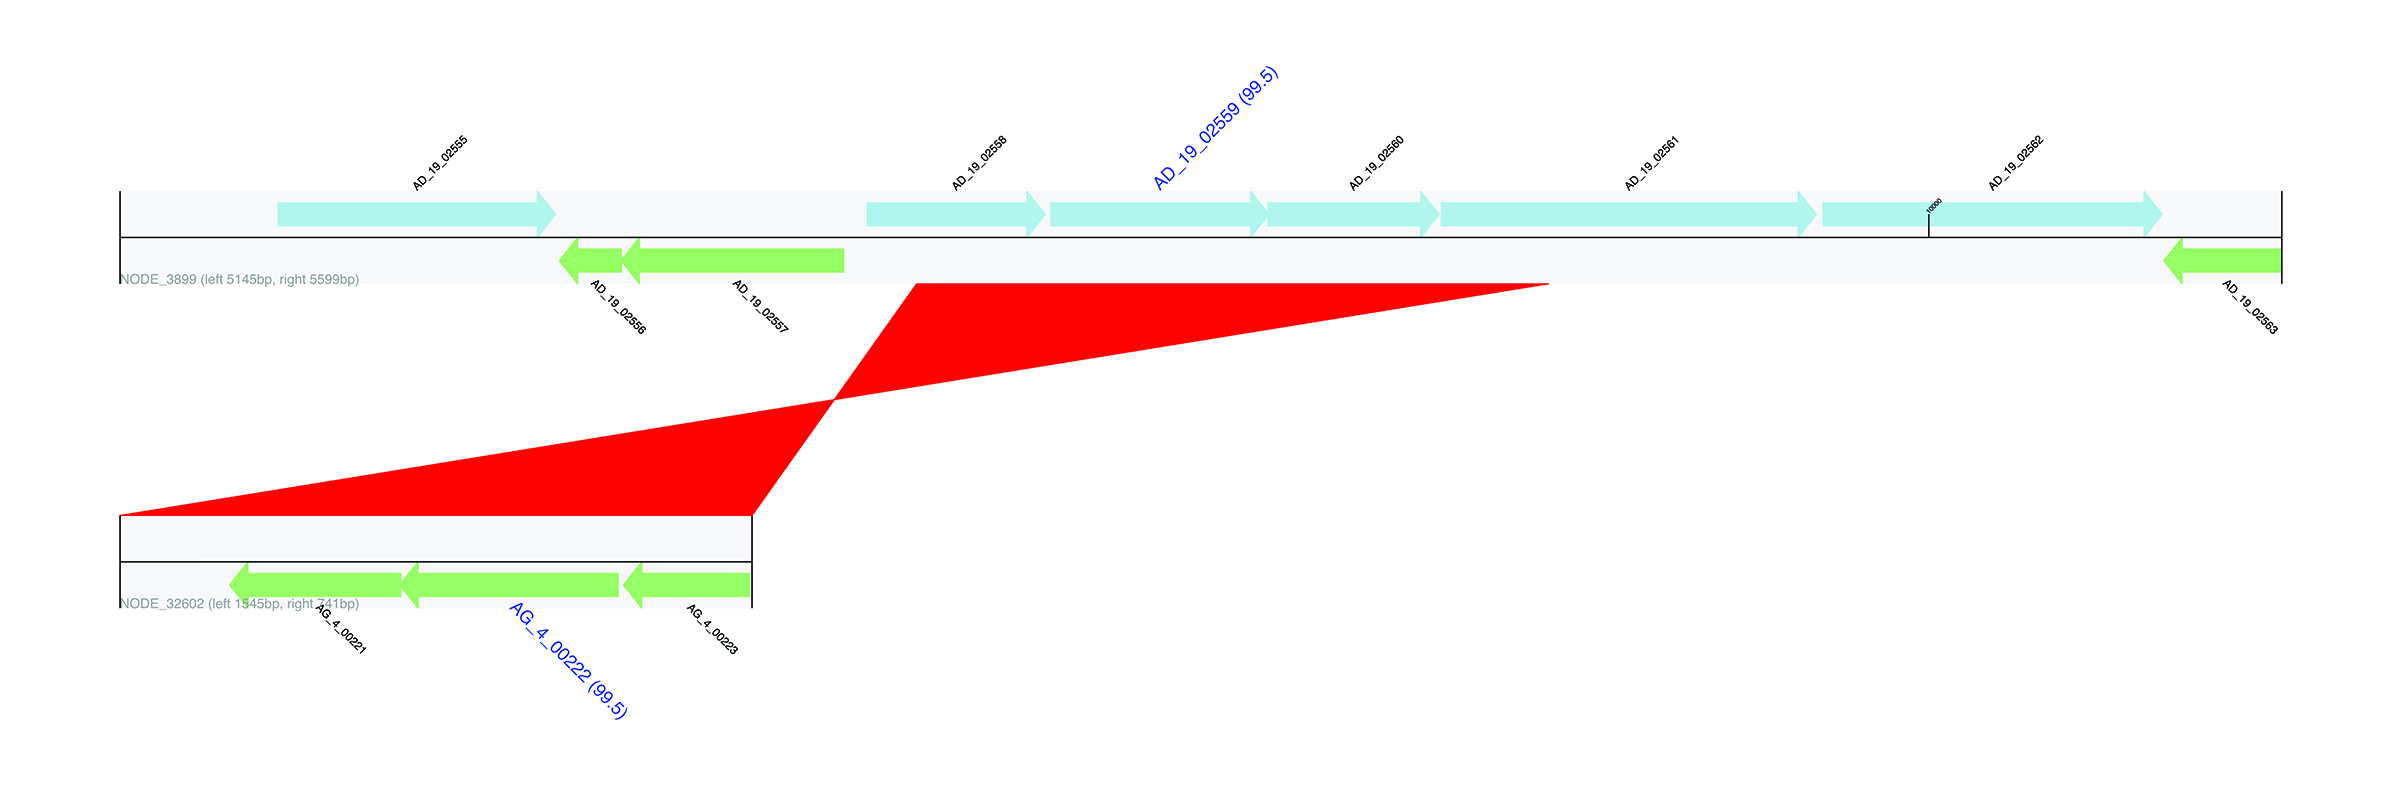 AD_19_02555
AD_19_02558
AD_19_02559 (99.5)
AD_19_02560
AD_19_02561
AD_19_02562
10000
NODE_3899 (left 5145bp, right 5599bp)
AD_19_02556
AD_19_02557
AD_19_02563
NODE_32602 (left 1545bp, right 741bp)
AG_4_00221
AG_4_00222 (99.5)
AG_4_00223